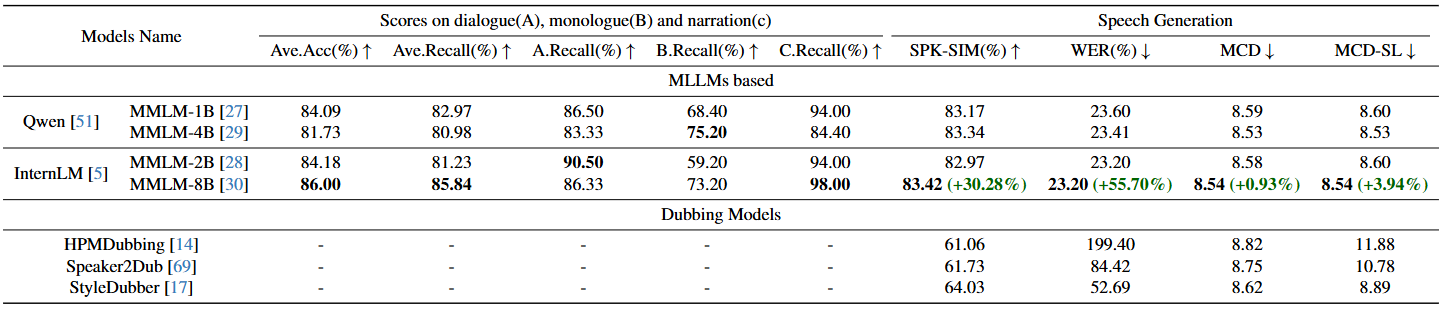 Models Name Scores on dialogue(A), monologue(B) and narration(c) Speech Generation
Ave.Acc(%) ↑ Ave.Recall(%) ↑ A.Recall(%) ↑ B.Recall(%) ↑ C.Recall(%) ↑ SPK-SIM(%) ↑ WER(%) ↓ MCD ↓ MCD-SL ↓
MLLMs based
Qwen [51] MMLM-1B [27] 84.09 82.97 86.50 68.40 94.00 83.17 23.60 8.59 8.60
MMLM-4B [29] 81.73 80.98 83.33 75.20 84.40 83.34 23.41 8.53 8.53
InternLM [5] MMLM-2B [28] 84.18 81.23 90.50 59.20 94.00 82.97 23.20 8.58 8.60
MMLM-8B [30] 86.00 85.84 86.33 73.20 98.00 83.42 (+30.28%) 23.20 (+55.70%) 8.54 (+0.93%) 8.54 (+3.94%)
Dubbing Models
HPMDubbing [14] - - - - - 61.06 199.40 8.82 11.88
Speaker2Dub [69] - - - - - 61.73 84.42 8.75 10.78
StyleDubber [17] - - - - - 64.03 52.69 8.62 8.89